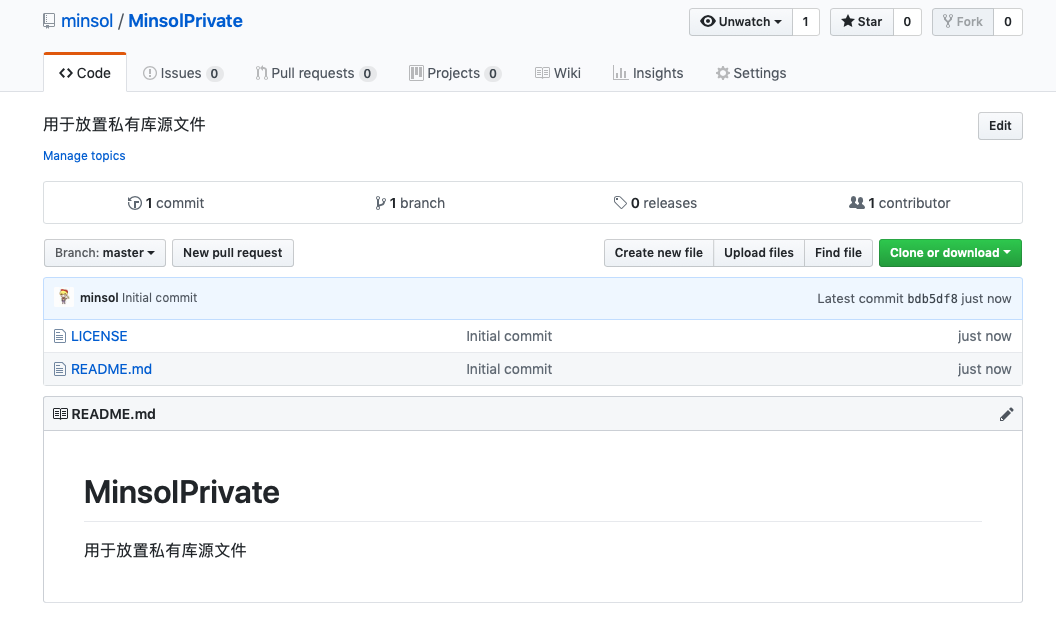 minsol / MinsolPrivate Unwatch 1 Star 0 Fork 0
Code Issues 0 Pull requests 0 Projects 0 Wiki Insights Settings
用于放置私有库源文件 Edit
Manage topics
1 commit 1 branch 0 releases 1 contributor
Branch: master New pull request Create new file Upload files Find file Clone or download
minsol Initial commit Latest commit bdb5df8 just now
LICENSE Initial commit just now
README.md Initial commit just now
README.md
MinsolPrivate
用于放置私有库源文件